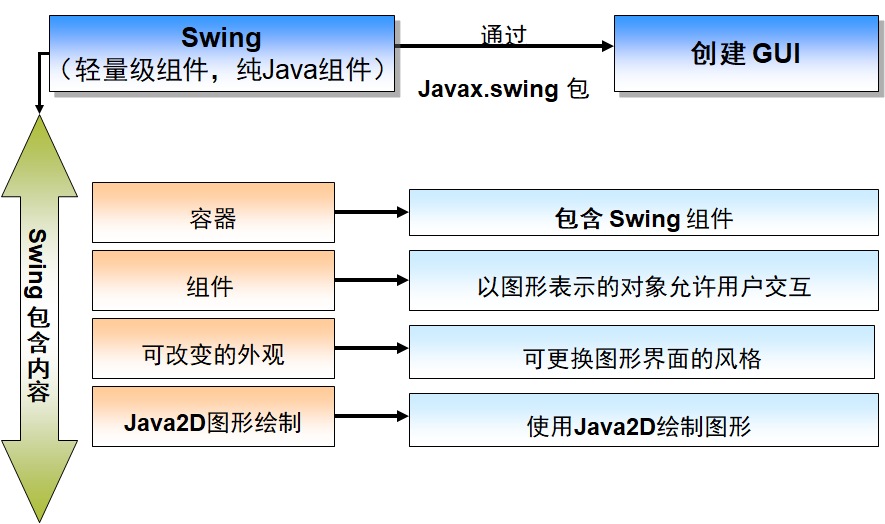 Swing
（轻量级组件，纯Java组件）
通过
Javax.swing 包
创建 GUI
Swing 包含内容
容器
包含 Swing 组件
组件
以图形表示的对象允许用户交互
可改变的外观
可更换图形界面的风格
Java2D图形绘制
使用Java2D绘制图形